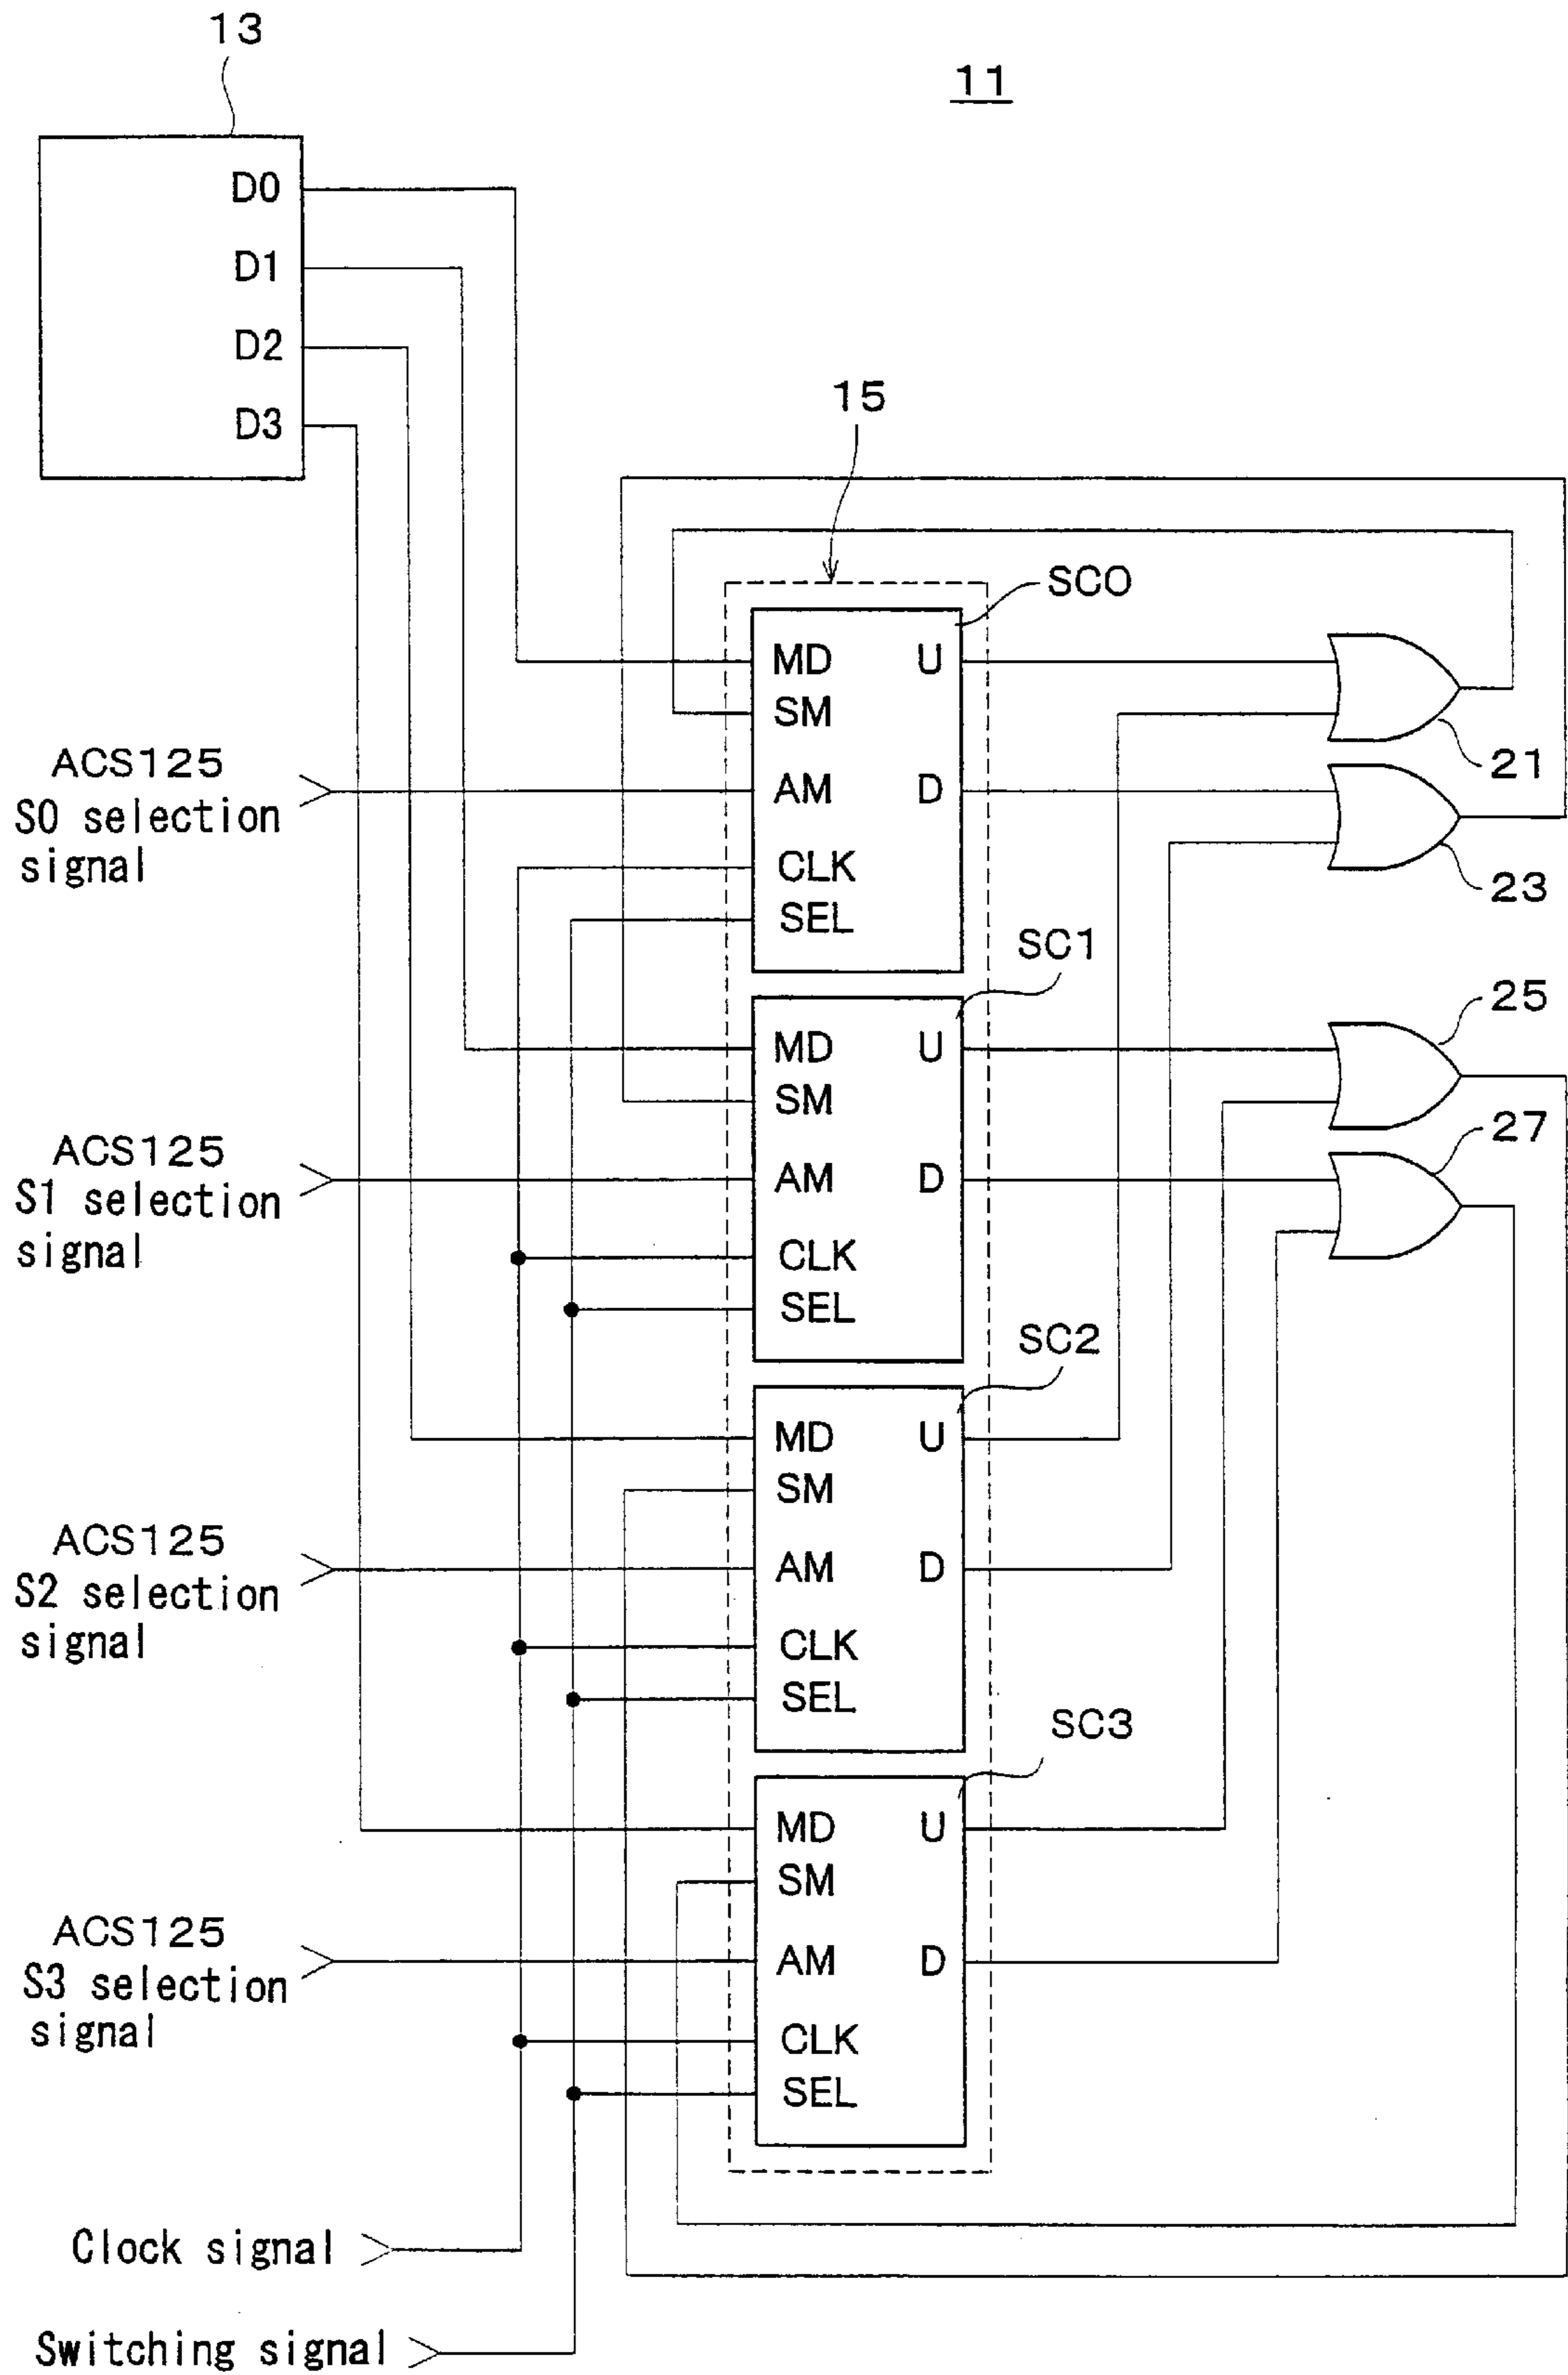 13
11
D0
D1
D2
D3
15
SC0
MD U
SM
AM D
CLK
SEL
21
23
ACS125
S0 selection
signal
SC1
MD U
SM
AM D
CLK
SEL
25
27
ACS125
S1 selection
signal
SC2
MD U
SM
AM D
CLK
SEL
ACS125
S2 selection
signal
SC3
MD U
SM
AM D
CLK
SEL
ACS125
S3 selection
signal
Clock signal
Switching signal